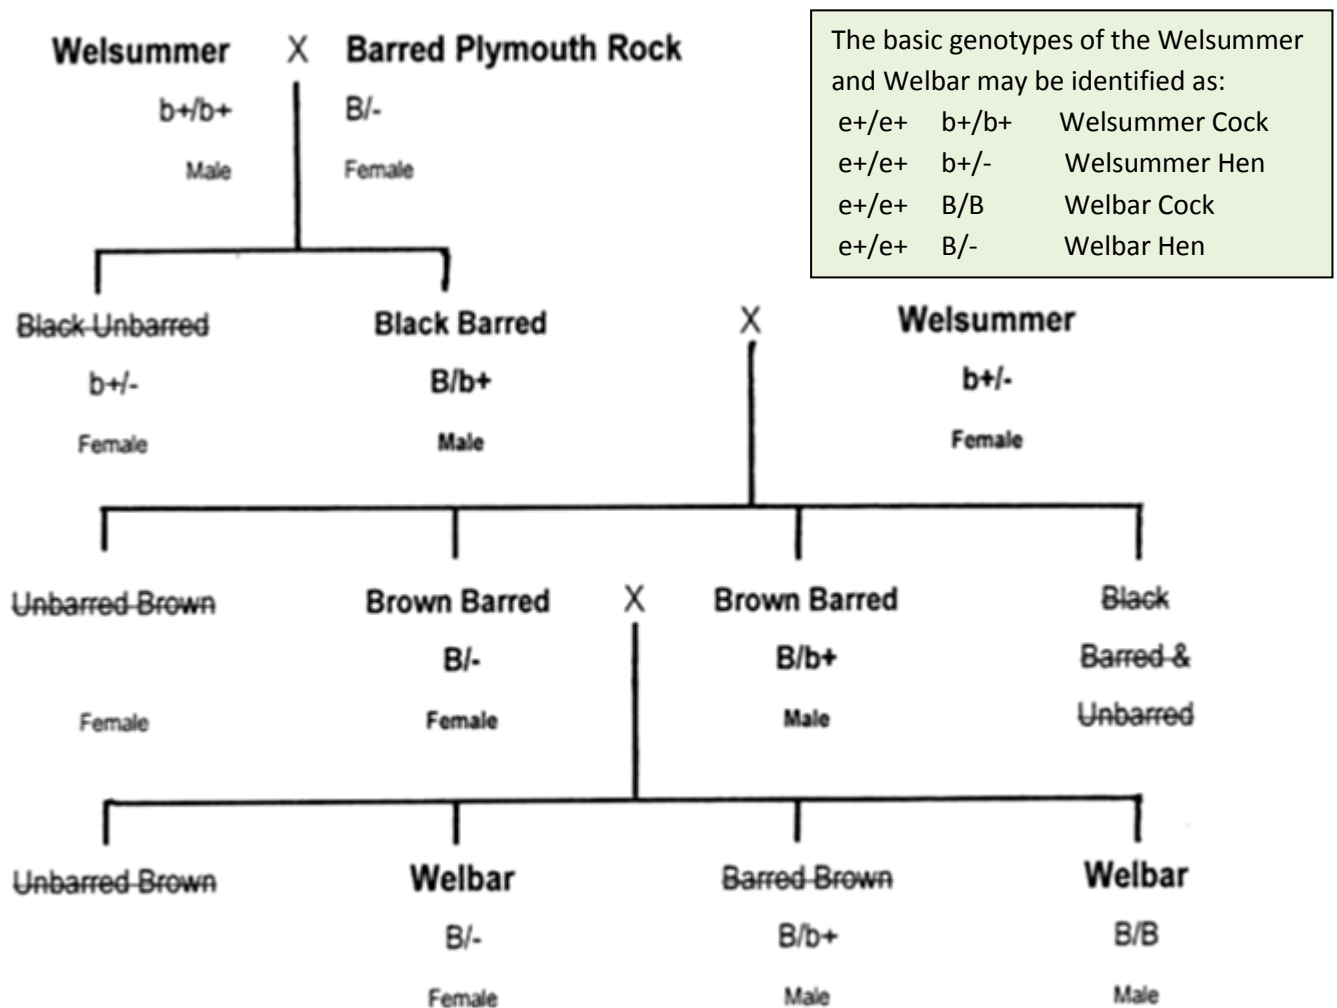 Welsummer X Barred Plymouth Rock
b+/b+ B/-
Male Female
The basic genotypes of the Welsummer
and Welbar may be identified as:
e+/e+ b+/b+ Welsummer Cock
e+/e+ b+/- Welsummer Hen
e+/e+ B/B Welbar Cock
e+/e+ B/- Welbar Hen
Black Unbarred Black Barred X Welsummer
b+/- B/b+ b+/-
Female Male Female
Unbarred Brown Brown Barred X Brown Barred Black
B/- B/b+ Barred &
Female Female Male Unbarred
Unbarred Brown Welbar Barred Brown Welbar
B/- B/b+ B/B
Female Male Male